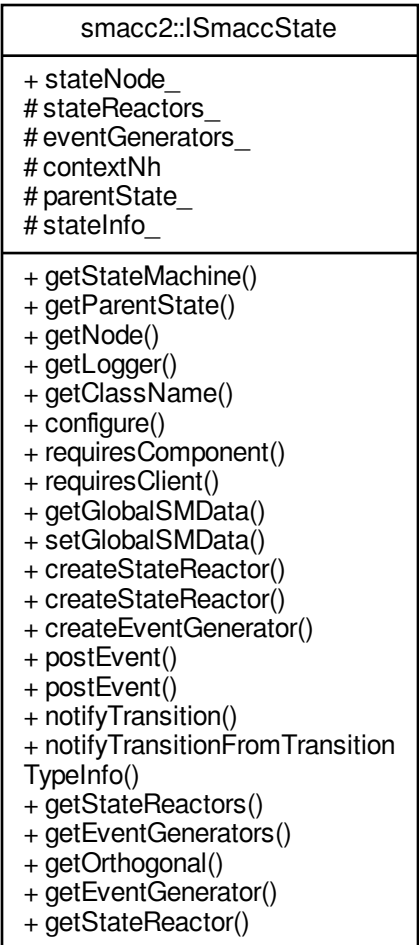 smacc2::ISmaccState
+ stateNode_
# stateReactors_
# eventGenerators_
# contextNh
# parentState_
# stateInfo_
+ getStateMachine()
+ getParentState()
+ getNode()
+ getLogger()
+ getClassName()
+ configure()
+ requiresComponent()
+ requiresClient()
+ getGlobalSMData()
+ setGlobalSMData()
+ createStateReactor()
+ createStateReactor()
+ createEventGenerator()
+ postEvent()
+ postEvent()
+ notifyTransition()
+ notifyTransitionFromTransition
TypeInfo()
+ getStateReactors()
+ getEventGenerators()
+ getOrthogonal()
+ getEventGenerator()
+ getStateReactor()